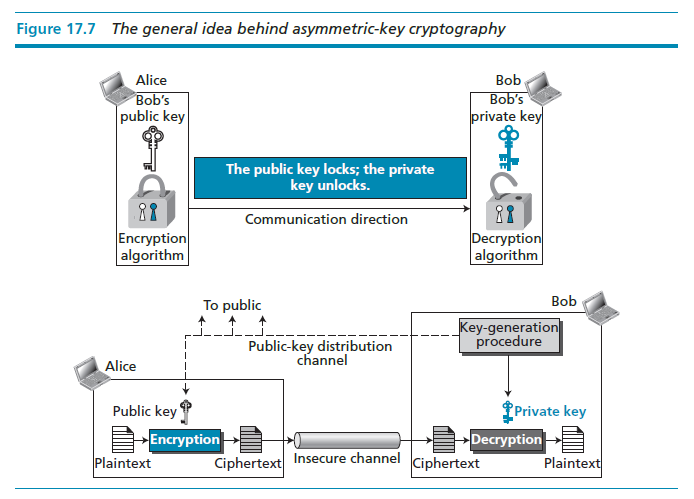 Figure 17.7 The general idea behind asymmetric-key cryptography
Alice
Bob's
public key
Bob
Bob's
private key
The public key locks; the private
key unlocks.
Communication direction
Encryption
algorithm
Decryption
algorithm
To public
Bob
Key-generation
procedure
Public-key distribution
channel
Alice
Public key
Private key
Encryption
Decryption
Plaintext
Ciphertext
Insecure channel
Ciphertext
Plaintext